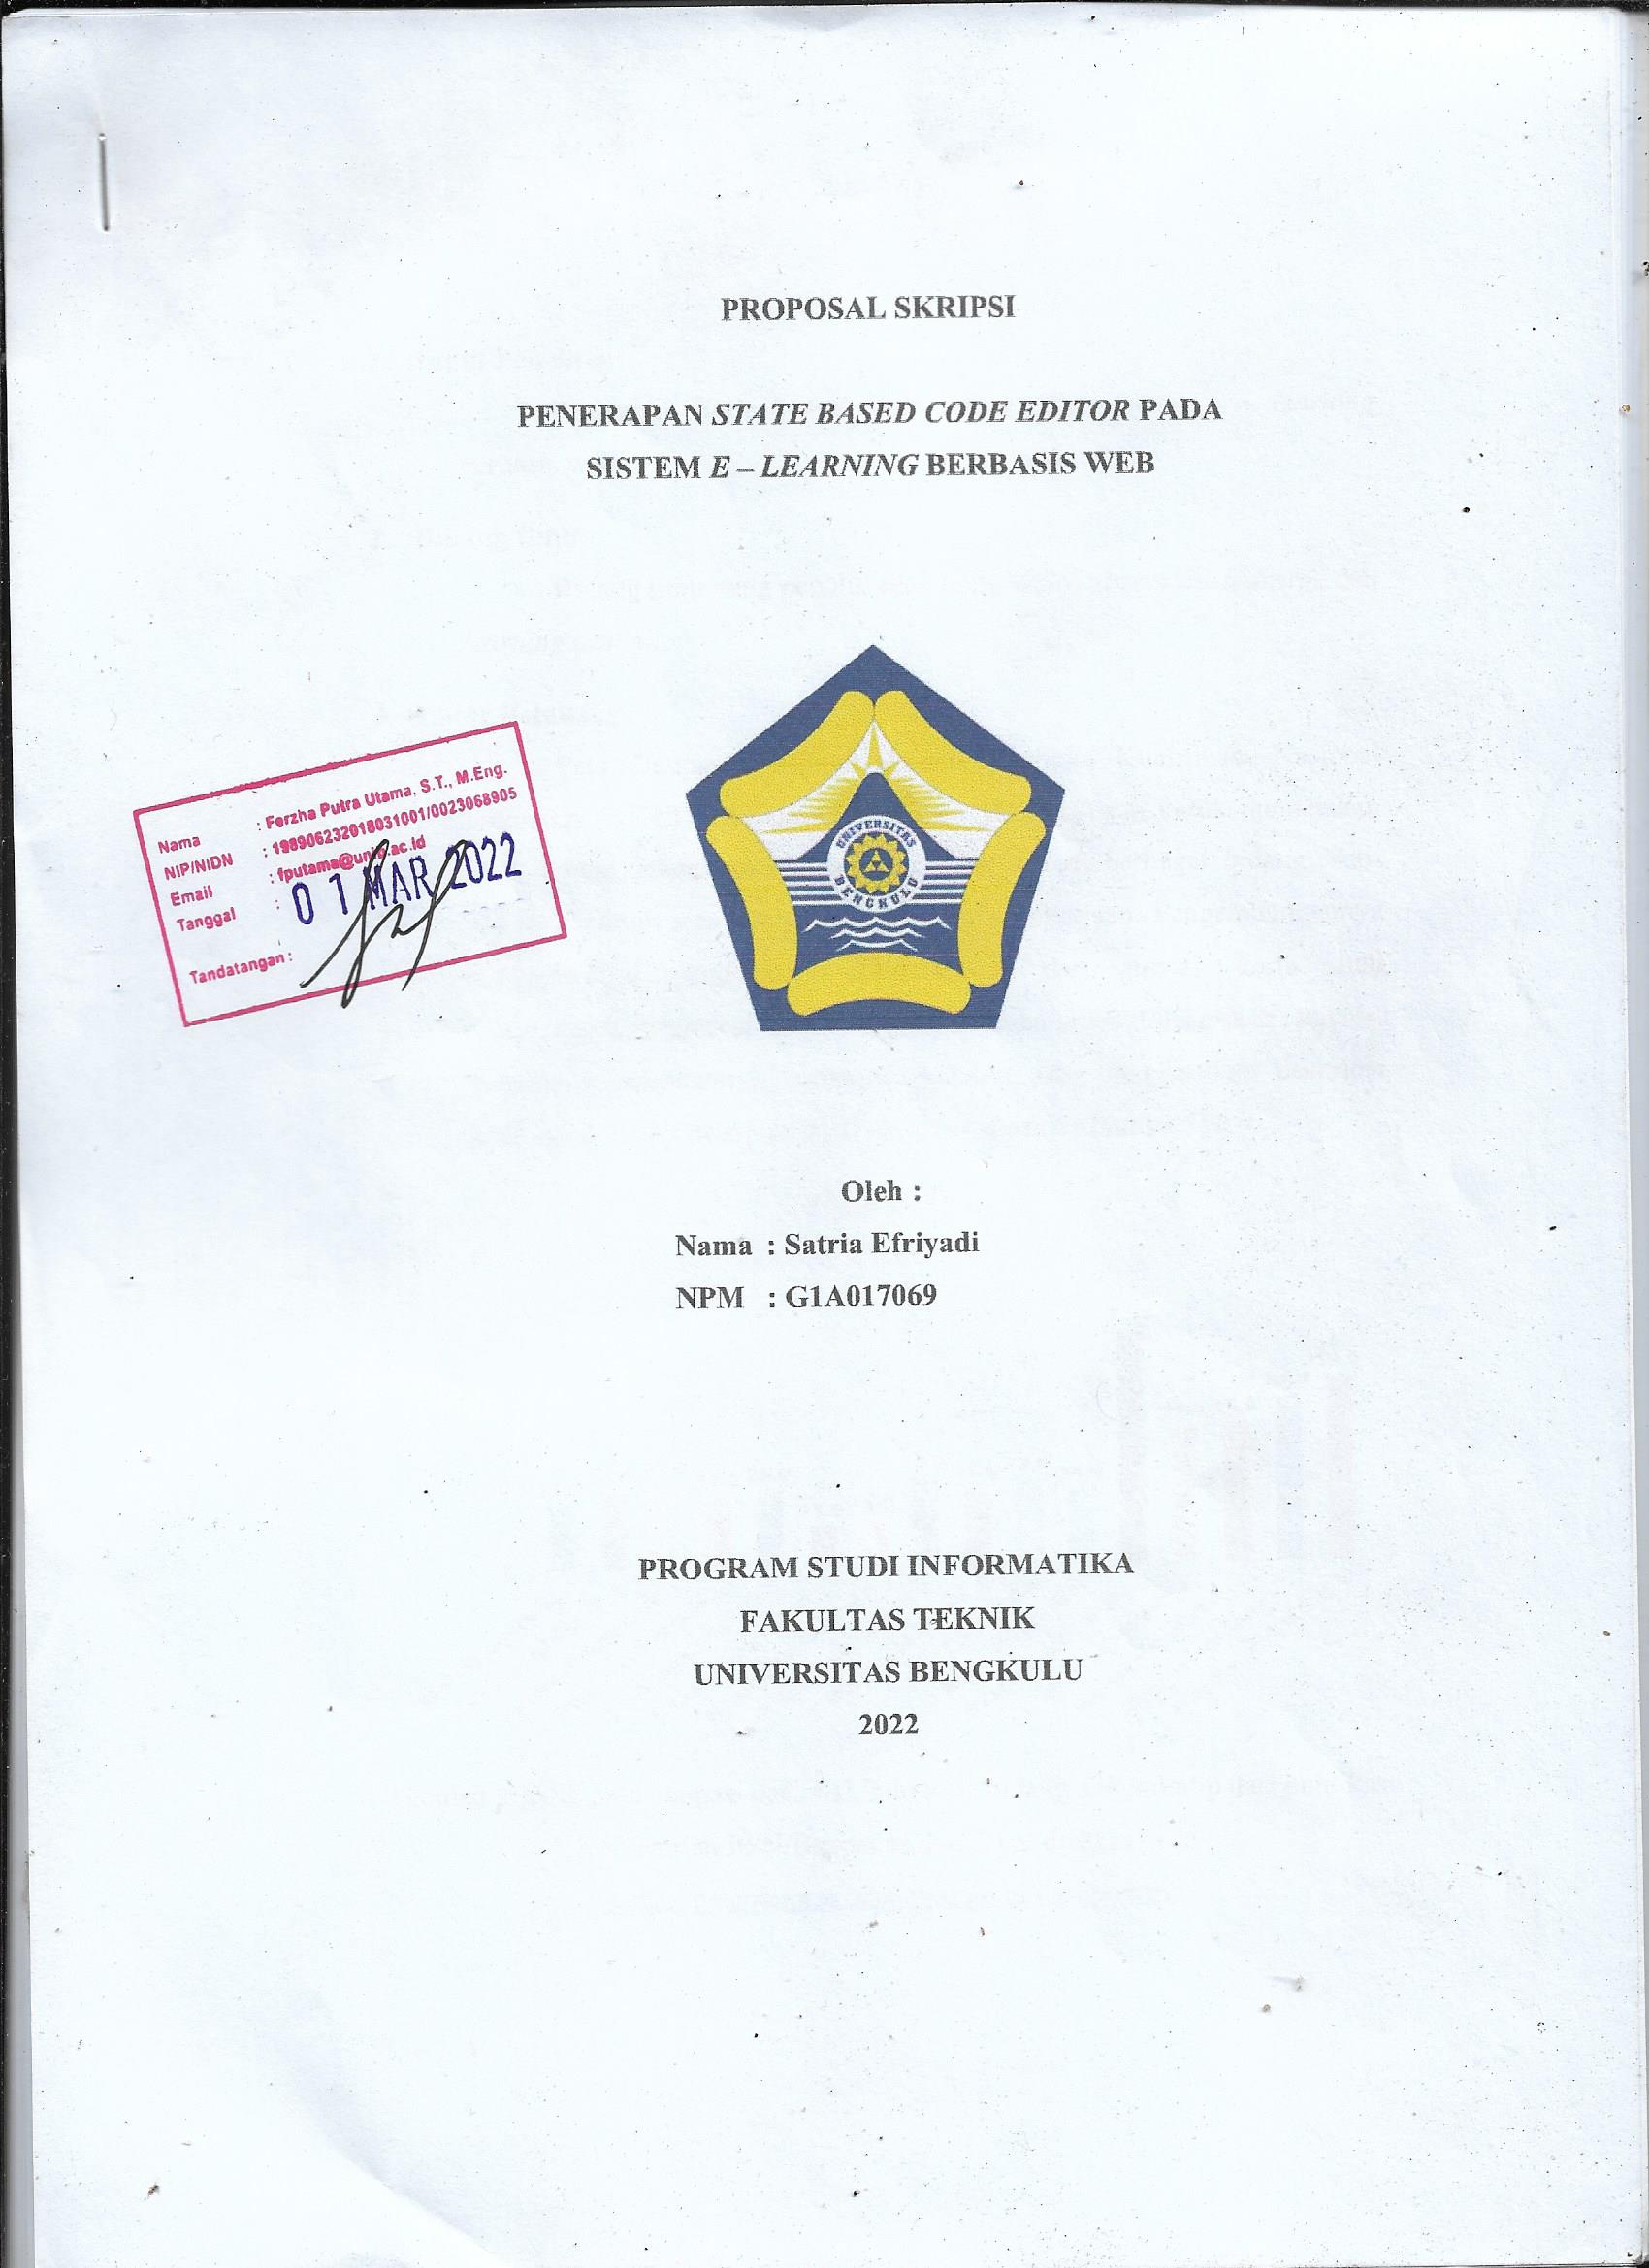 PROPOSAL SKRIPSI
PENERAPAN STATE BASED CODE EDITOR PADA
SISTEM E – LEARNING BERBASIS WEB
Nama : Ferzha Putra Utama, S.T., M.Eng.
NIP/NIDN : 198906232018031001/0023068905
Email : fputama@unib.ac.id
Tanggal : 01 MAR 2022
Tandatangan :
UNIVERSITAS
BENGKULU
Oleh :
Nama : Satria Efriyadi
NPM : G1A017069
PROGRAM STUDI INFORMATIKA
FAKULTAS TEKNIK
UNIVERSITAS BENGKULU
2022